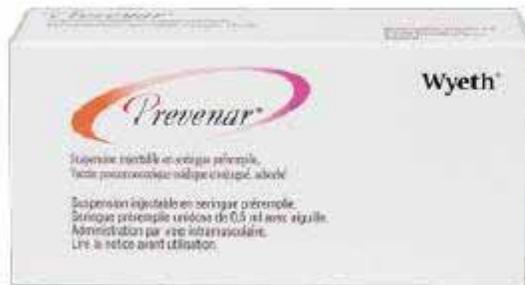 Prevenar®
Wyeth®
Suspension injectable en seringue préremplie,
Vaccin pneumococcique osidique conjugué, adsorbé
Suspension injectable en seringue préremplie.
Seringue préremplie unidose de 0,5 ml avec aiguille.
Administration par voie intramusculaire.
Lire la notice avant utilisation.